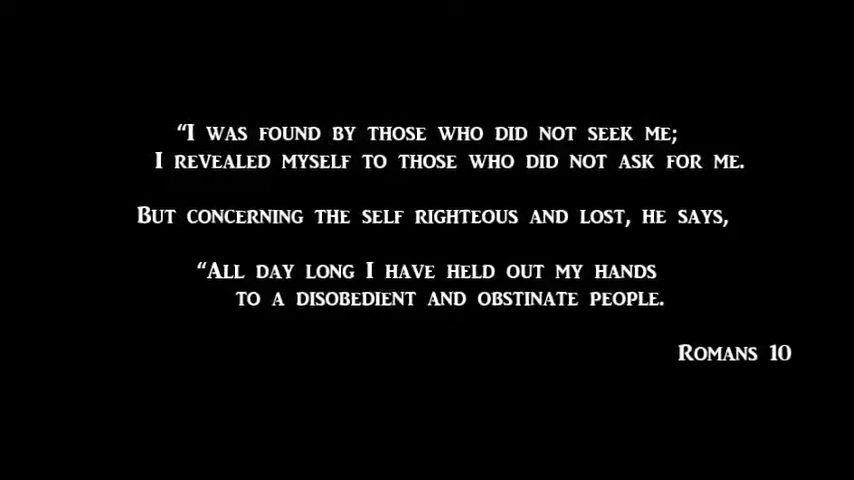 “I was found by those who did not seek me;
I revealed myself to those who did not ask for me.
But concerning the self righteous and lost, he says,
“All day long I have held out my hands
to a disobedient and obstinate people.
Romans 10